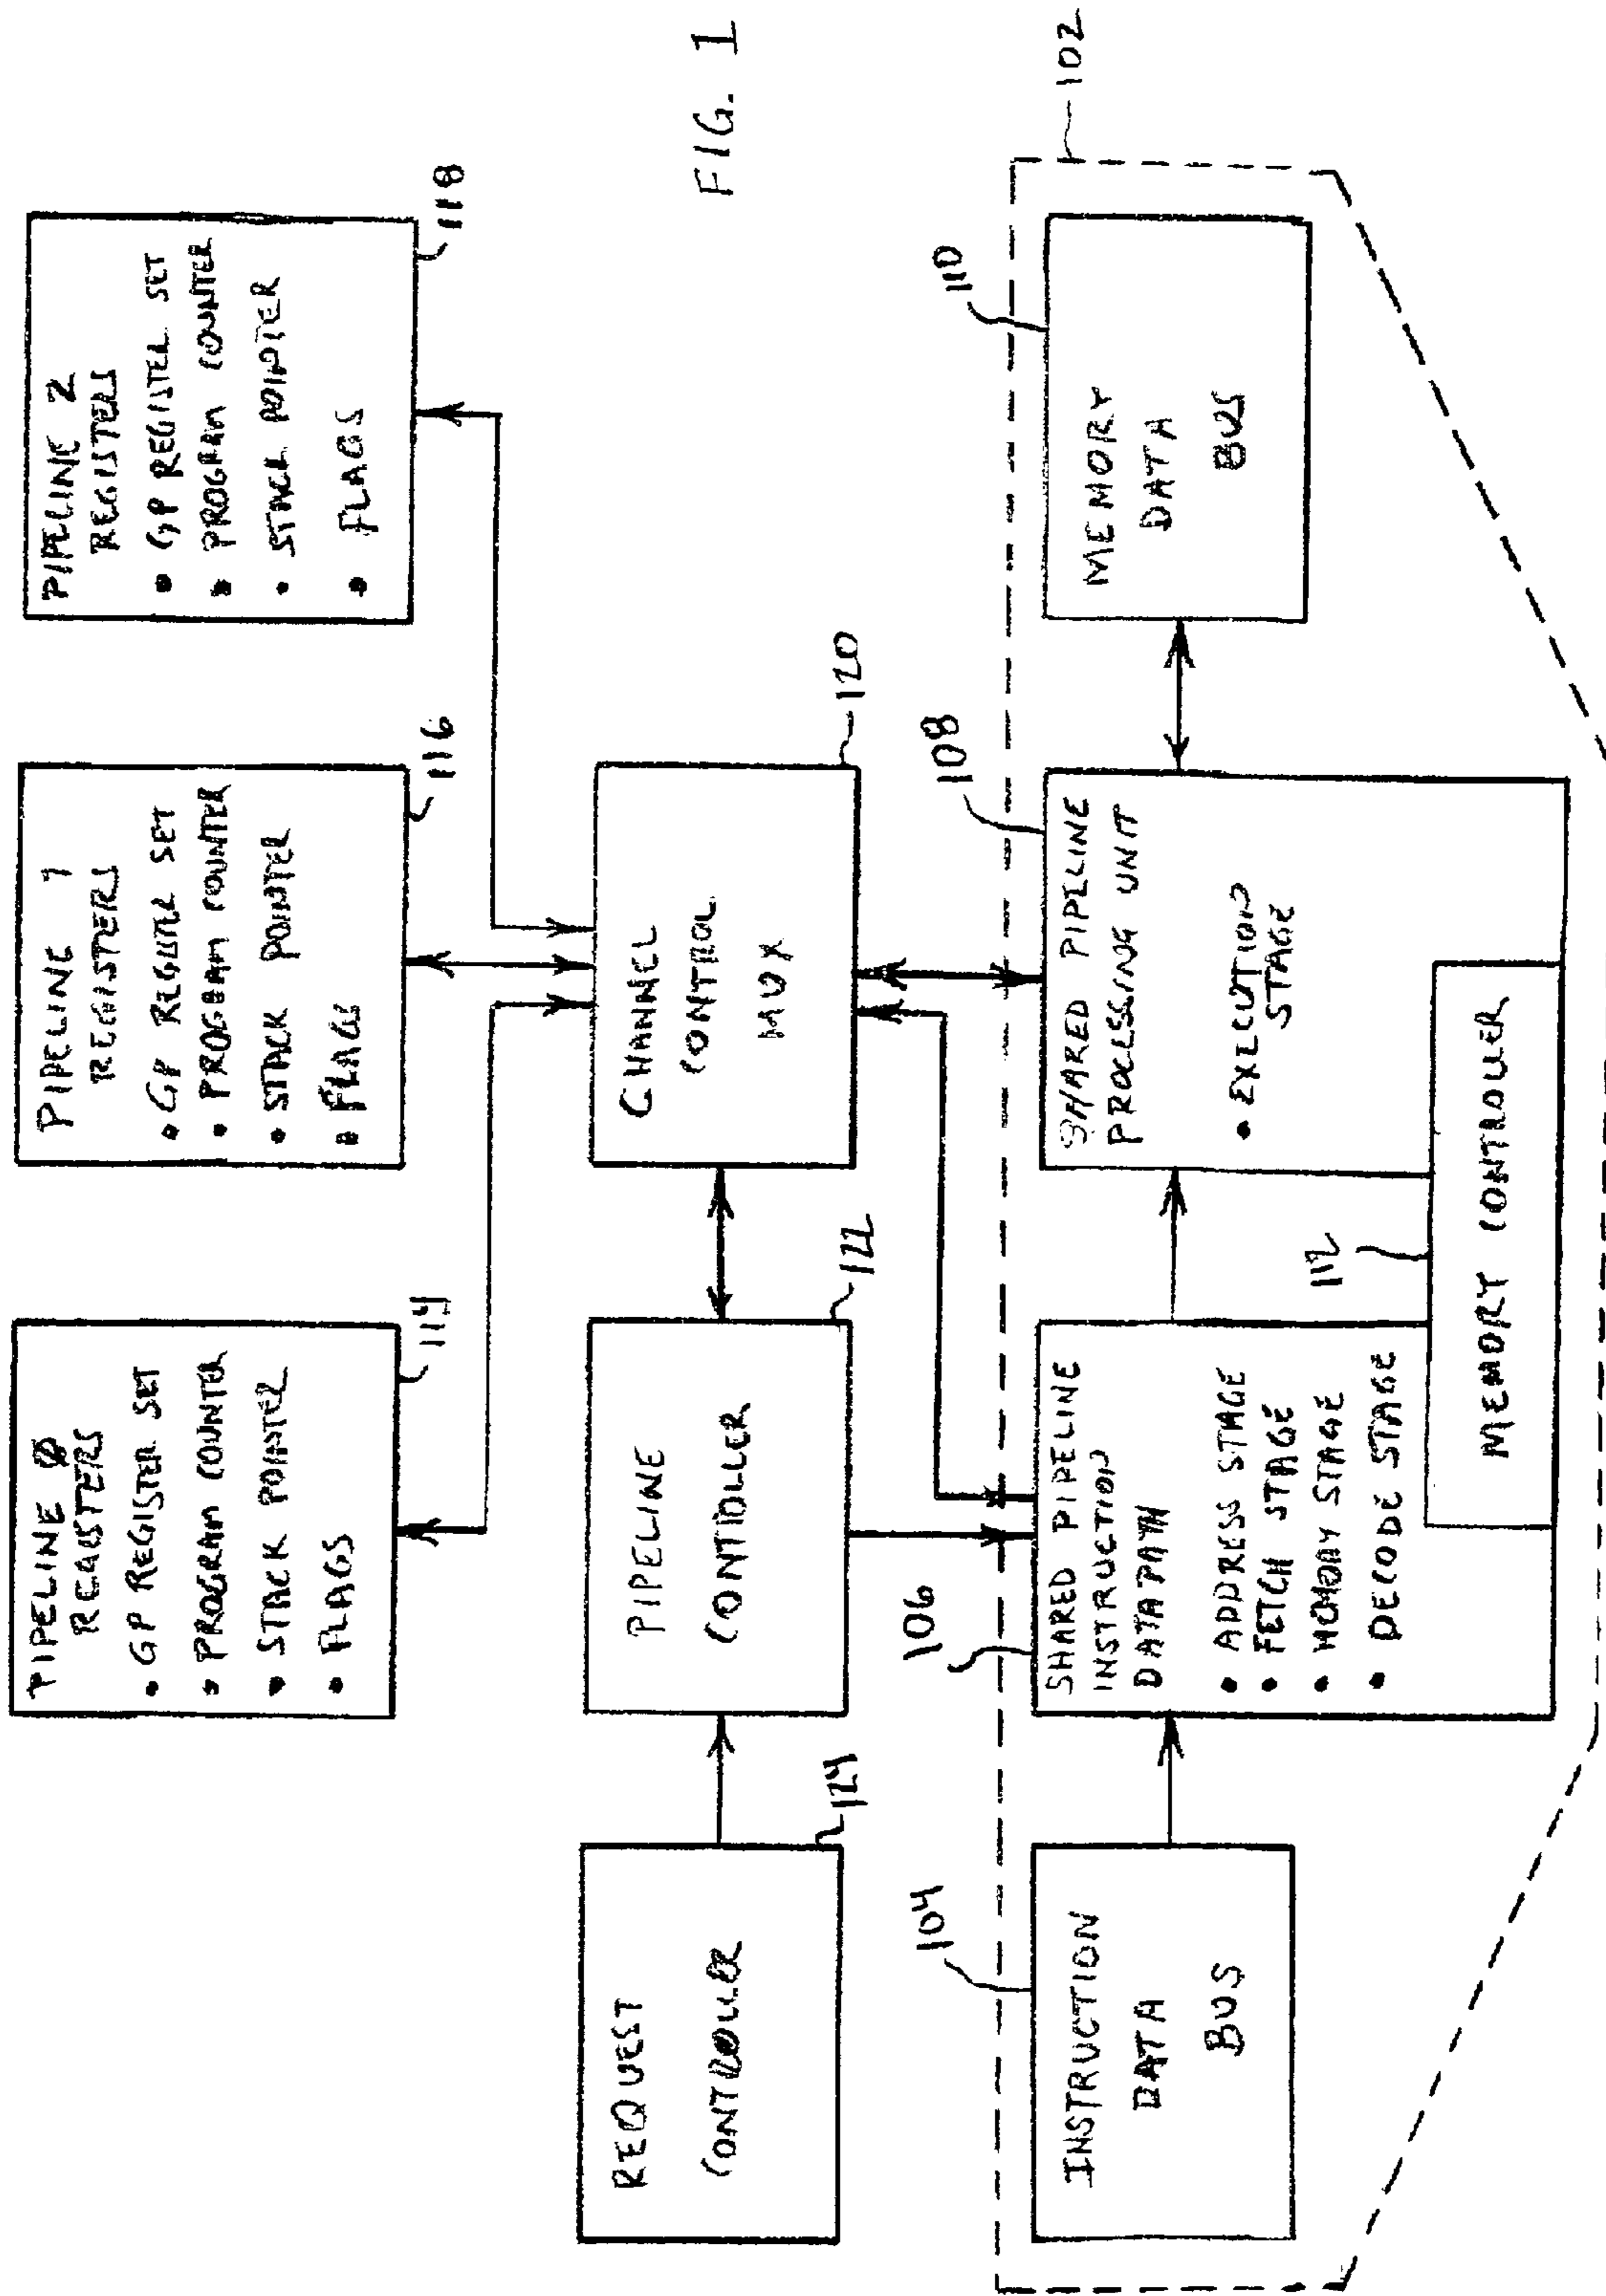 PIPELINE 0
REGISTERS
• GP REGISTER SET
• PROGRAM COUNTER
• STACK POINTER
• FLAGS
114
PIPELINE 1
REGISTERS
• GP REGISTER SET
• PROGRAM COUNTER
• STACK POINTER
• FLAGS
116
PIPELINE 2
REGISTERS
• GP REGISTER SET
• PROGRAM COUNTER
• STACK POINTER
• FLAGS
118
REQUEST
CONTROLLER
124
PIPELINE
CONTROLLER
122
CHANNEL
CONTROL
MUX
120
FIG. 1
104
INSTRUCTION
DATA
BUS
106
SHARED PIPELINE
INSTRUCTION
DATAPATH
• ADDRESS STAGE
• FETCH STAGE
• MEMORY STAGE
• DECODE STAGE
112
MEMORY CONTROLLER
108
SHARED PIPELINE
PROCESSING UNIT
• EXECUTION
STAGE
110
MEMORY
DATA
BUS
102